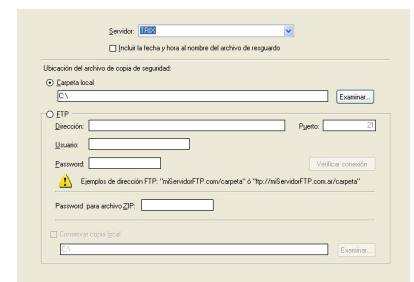 Servidor: TRIX
Incluir la fecha y hora al nombre del archivo de resguardo
Ubicación del archivo de copia de seguridad:
Carpeta local
C:\ Examinar...
FTP
Dirección: Puerto: 21
Usuario:
Password: Verificar conexión
Ejemplos de dirección FTP: "miServidorFTP.com/carpeta" ó "ftp://miServidorFTP.com.ar/carpeta"
Password para archivo ZIP:
Conservar copia local
C:\ Examinar...